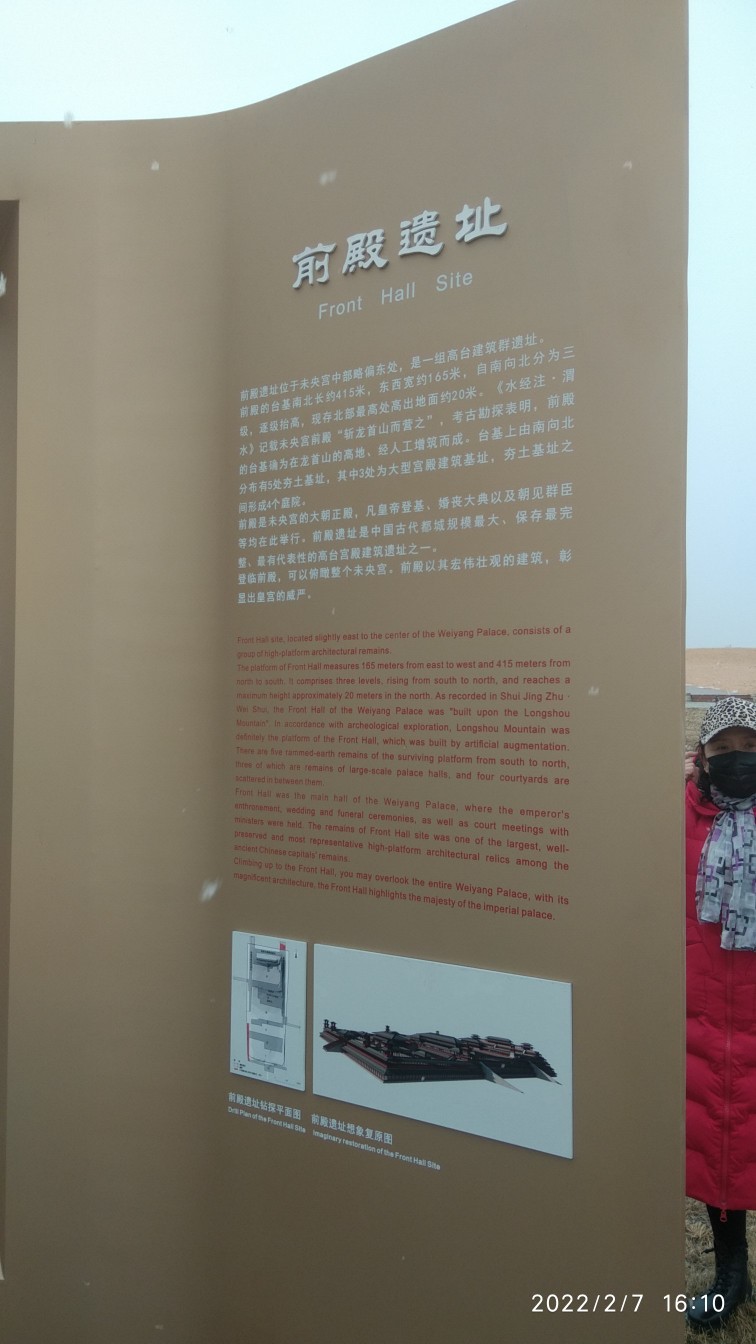 前殿遗址
Front Hall Site
前殿遗址位于未央宫中部略偏东处，是一组高台建筑群遗址。
前殿的台基南北长约415米，东西宽约165米，自南向北分为三
级，逐级抬高，现存北部最高处高出地面约20米。《水经注·渭
水》记载未央宫前殿“斩龙首山而营之”，考古勘探表明，前殿
的台基确为在龙首山的高地、经人工增筑而成。台基上由南向北
分布有5处夯土基址，其中3处为大型宫殿建筑基址，夯土基址之
间形成4个庭院。
前殿是未央宫的大朝正殿，凡皇帝登基、婚丧大典以及朝见群臣
等均在此举行。前殿遗址是中国古代都城规模最大、保存最完
整、最有代表性的高台宫殿建筑遗址之一。
登临前殿，可以俯瞰整个未央宫。前殿以其宏伟壮观的建筑，彰
显出皇宫的威严。
Front Hall site, located slightly east to the center of the Weiyang Palace, consists of a
group of high-platform architectural remains.
The platform of Front Hall measures 165 meters from east to west and 415 meters from
north to south. It comprises three levels, rising from south to north, and reaches a
maximum height approximately 20 meters in the north. As recorded in Shui Jing Zhu ·
Wei Shui, the Front Hall of the Weiyang Palace was "built upon the Longshou
Mountain". In accordance with archeological exploration, Longshou Mountain was
definitely the platform of the Front Hall, which was built by artificial augmentation.
There are five rammed-earth remains of the surviving platform from south to north,
three of which are remains of large-scale palace halls, and four courtyards are
scattered in between them.
Front Hall was the main hall of the Weiyang Palace, where the emperor's
enthronement, wedding and funeral ceremonies, as well as court meetings with
ministers were held. The remains of Front Hall site was one of the largest, well-
preserved and most representative high-platform architectural relics among the
ancient Chinese capitals' remains.
Climbing up to the Front Hall, you may overlook the entire Weiyang Palace, with its
magnificent architecture, the Front Hall highlights the majesty of the imperial palace.
前殿遗址钻探平面图
Drill Plan of the Front Hall Site
前殿遗址想象复原图
Imaginary restoration of the Front Hall Site
2022/2/7 16:10